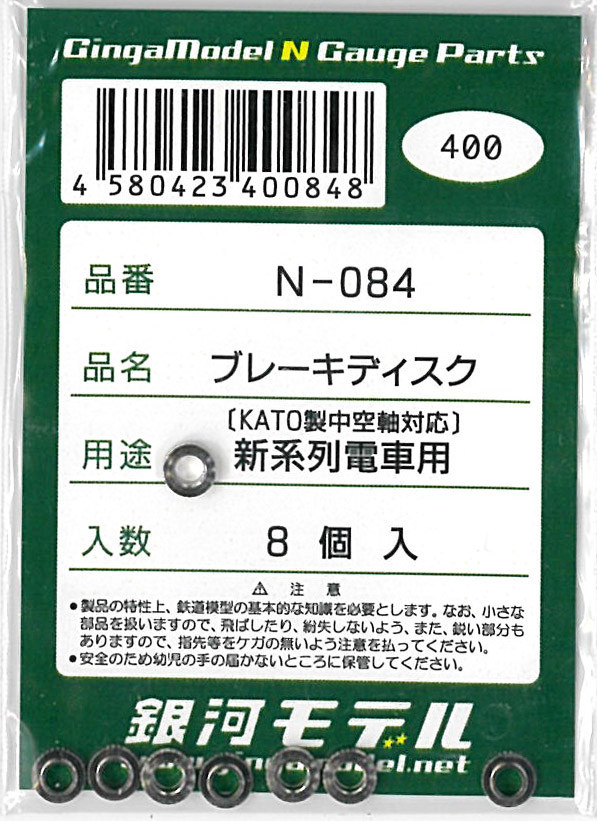 GingaModel N Gauge Parts
400
4 580423 400848
品番 N-084
品名 ブレーキディスク
〔KATO製中空軸対応〕
用途 新系列電車用
入数 8 個 入
⚠ 注 意
●製品の特性上、鉄道模型の基本的な知識を必要とします。なお、小さな
部品を扱いますので、飛ばしたり、紛失しないよう、また、鋭い部分も
ありますので、指先等をケガの無いよう注意を払ってください。
●安全のため幼児の手の届かないところに保管してください。
銀河モデル